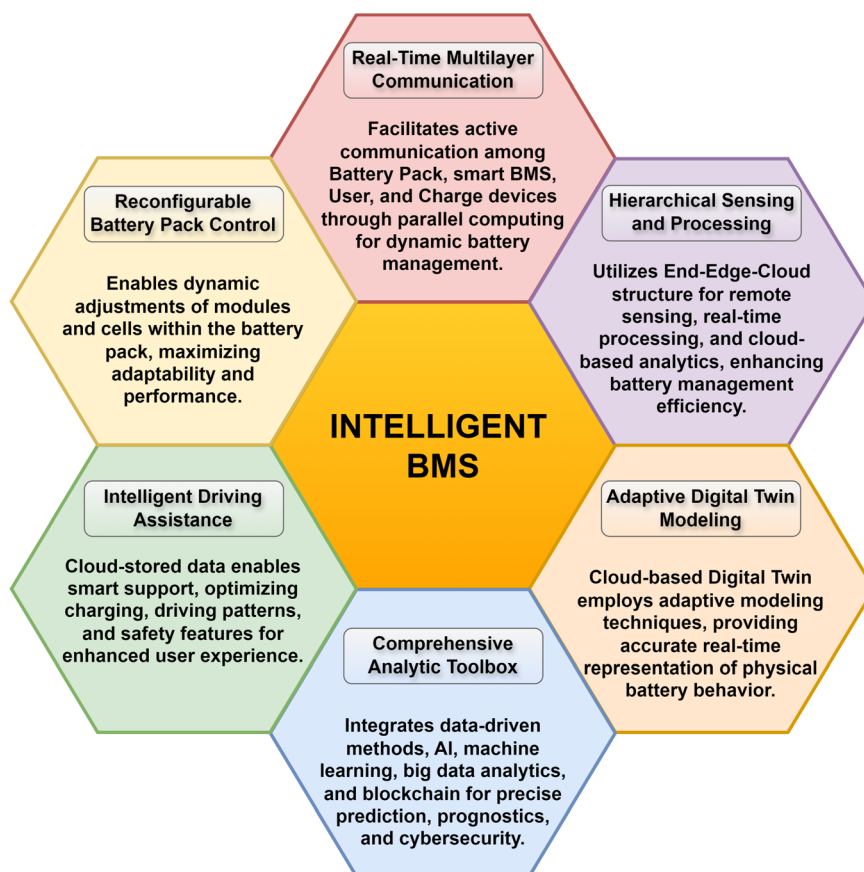 Real-Time Multilayer
Communication
Facilitates active
communication among
Battery Pack, smart BMS,
User, and Charge devices
through parallel computing
for dynamic battery
management.
Reconfigurable
Battery Pack Control
Enables dynamic
adjustments of modules
and cells within the battery
pack, maximizing
adaptability and
performance.
Hierarchical Sensing
and Processing
Utilizes End-Edge-Cloud
structure for remote
sensing, real-time
processing, and cloud-
based analytics, enhancing
battery management
efficiency.
INTELLIGENT
BMS
Intelligent Driving
Assistance
Cloud-stored data enables
smart support, optimizing
charging, driving patterns,
and safety features for
enhanced user experience.
Adaptive Digital Twin
Modeling
Cloud-based Digital Twin
employs adaptive modeling
techniques, providing
accurate real-time
representation of physical
battery behavior.
Comprehensive
Analytic Toolbox
Integrates data-driven
methods, AI, machine
learning, big data analytics,
and blockchain for precise
prediction, prognostics,
and cybersecurity.